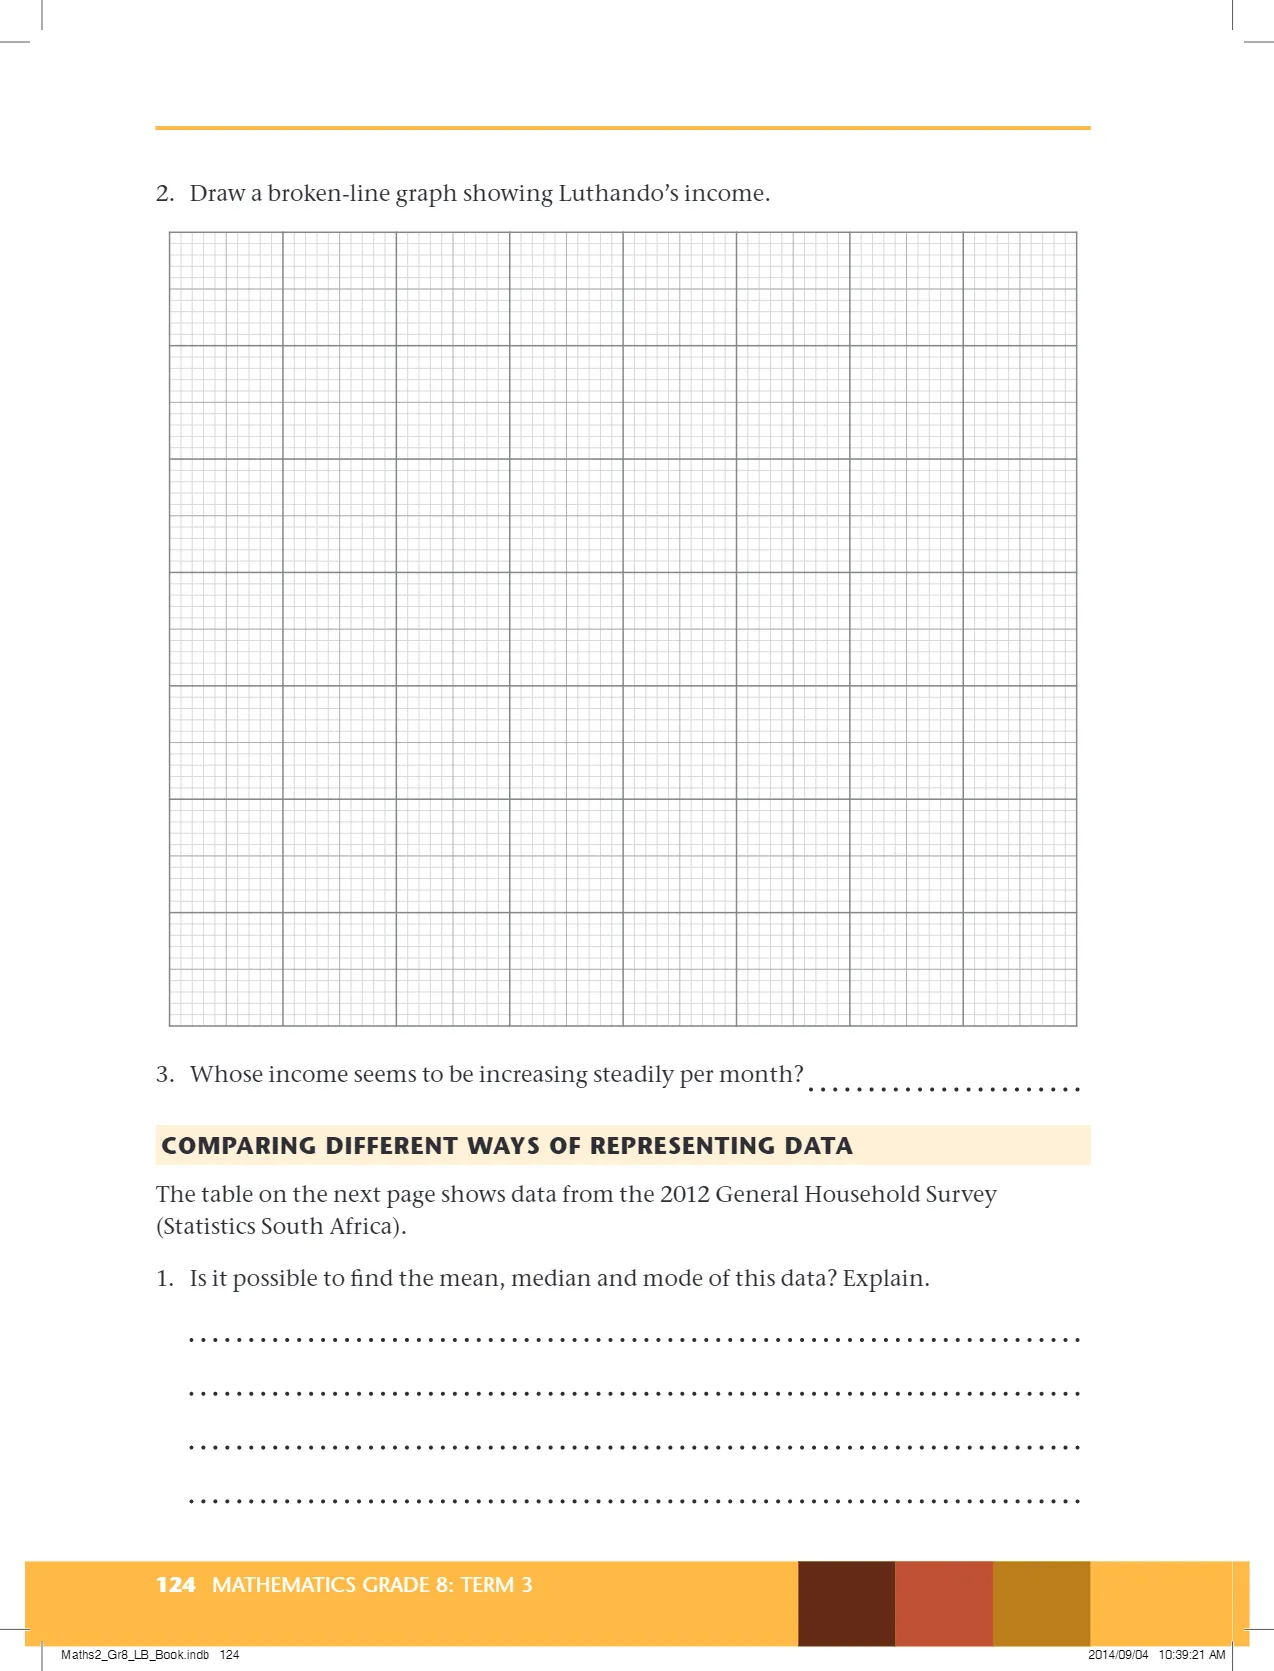 2. Draw a broken-line graph showing Luthando’s income.
3. Whose income seems to be increasing steadily per month?
COMPARING DIFFERENT WAYS OF REPRESENTING DATA
The table on the next page shows data from the 2012 General Household Survey
(Statistics South Africa).
1. Is it possible to find the mean, median and mode of this data? Explain.
124 MATHEMATICS GRADE 8: TERM 3
Maths2_Gr8_LB_Book.indb 124
2014/09/04 10:39:21 AM